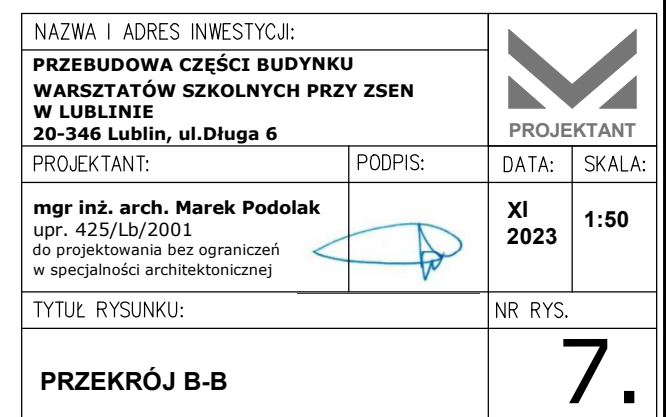 NAZWA I ADRES INWESTYCJI:
PRZEBUDOWA CZĘŚCI BUDYNKU
WARSZTATÓW SZKOLNYCH PRZY ZSEN
W LUBLINIE
20-346 Lublin, ul.Długa 6
PROJEKTANT
PROJEKTANT: PODPIS: DATA: SKALA:
mgr inż. arch. Marek Podolak
upr. 425/Lb/2001
do projektowania bez ograniczeń
w specjalności architektonicznej
XI
2023
1:50
TYTUŁ RYSUNKU: NR RYS.
PRZEKRÓJ B-B
7.